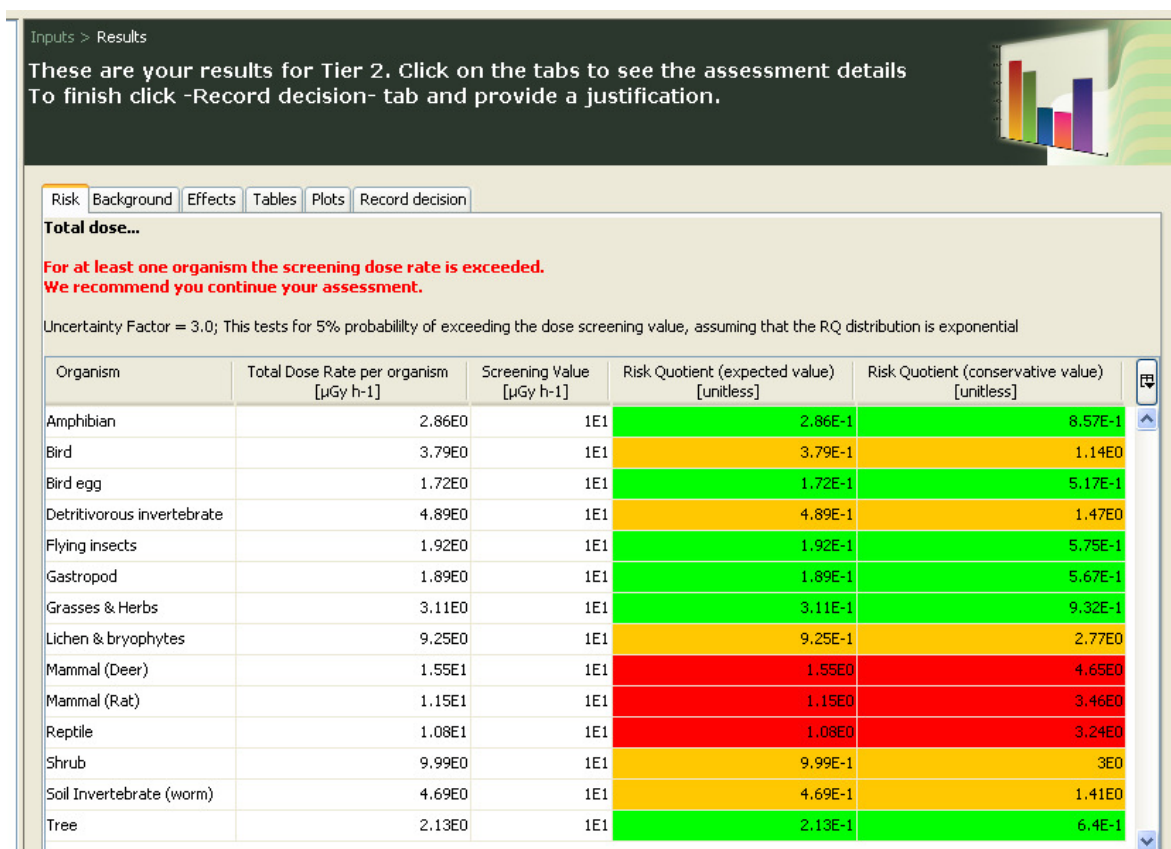 Inputs > Results
These are your results for Tier 2. Click on the tabs to see the assessment details
To finish click -Record decision- tab and provide a justification.
Risk Background Effects Tables Plots Record decision
Total dose...
For at least one organism the screening dose rate is exceeded.
We recommend you continue your assessment.
Uncertainty Factor = 3.0; This tests for 5% probabililty of exceeding the dose screening value, assuming that the RQ distribution is exponential
Organism Total Dose Rate per organism Screening Value Risk Quotient (expected value) Risk Quotient (conservative value)
[µGy h-1] [µGy h-1] [unitless] [unitless]
Amphibian 2.86E0 1E1 2.86E-1 8.57E-1
Bird 3.79E0 1E1 3.79E-1 1.14E0
Bird egg 1.72E0 1E1 1.72E-1 5.17E-1
Detritivorous invertebrate 4.89E0 1E1 4.89E-1 1.47E0
Flying insects 1.92E0 1E1 1.92E-1 5.75E-1
Gastropod 1.89E0 1E1 1.89E-1 5.67E-1
Grasses & Herbs 3.11E0 1E1 3.11E-1 9.32E-1
Lichen & bryophytes 9.25E0 1E1 9.25E-1 2.77E0
Mammal (Deer) 1.55E1 1E1 1.55E0 4.65E0
Mammal (Rat) 1.15E1 1E1 1.15E0 3.46E0
Reptile 1.08E1 1E1 1.08E0 3.24E0
Shrub 9.99E0 1E1 9.99E-1 3E0
Soil Invertebrate (worm) 4.69E0 1E1 4.69E-1 1.41E0
Tree 2.13E0 1E1 2.13E-1 6.4E-1